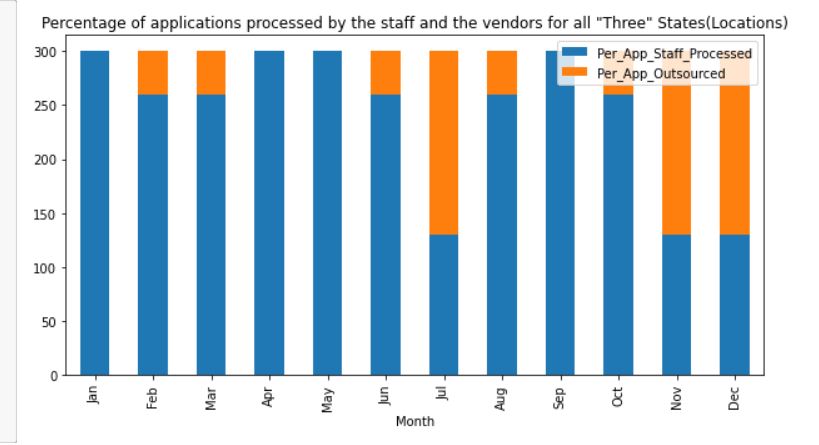 Percentage of applications processed by the staff and the vendors for all "Three" States(Locations)
Per_App_Staff_Processed
Per_App_Outsourced
300
250
200
150
100
50
0
Jan
Feb
Mar
Apr
May
Jun
Jul
Aug
Sep
Oct
Nov
Dec
Month